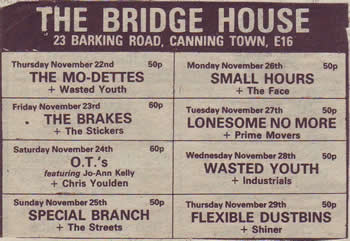 THE BRIDGE HOUSE
23 BARKING ROAD, CANNING TOWN, E16
Thursday November 22nd 50p
THE MO-DETTES
+ Wasted Youth
Friday November 23rd 60p
THE BRAKES
+ The Stickers
Saturday November 24th 60p
O.T.'s
featuring Jo-Ann Kelly
+ Chris Youlden
Sunday November 25th 50p
SPECIAL BRANCH
+ The Streets
Monday November 26th 50p
SMALL HOURS
+ The Face
Tuesday November 27th 50p
LONESOME NO MORE
+ Prime Movers
Wednesday November 28th 50p
WASTED YOUTH
+ Industrials
Thursday November 29th 50p
FLEXIBLE DUSTBINS
+ Shiner